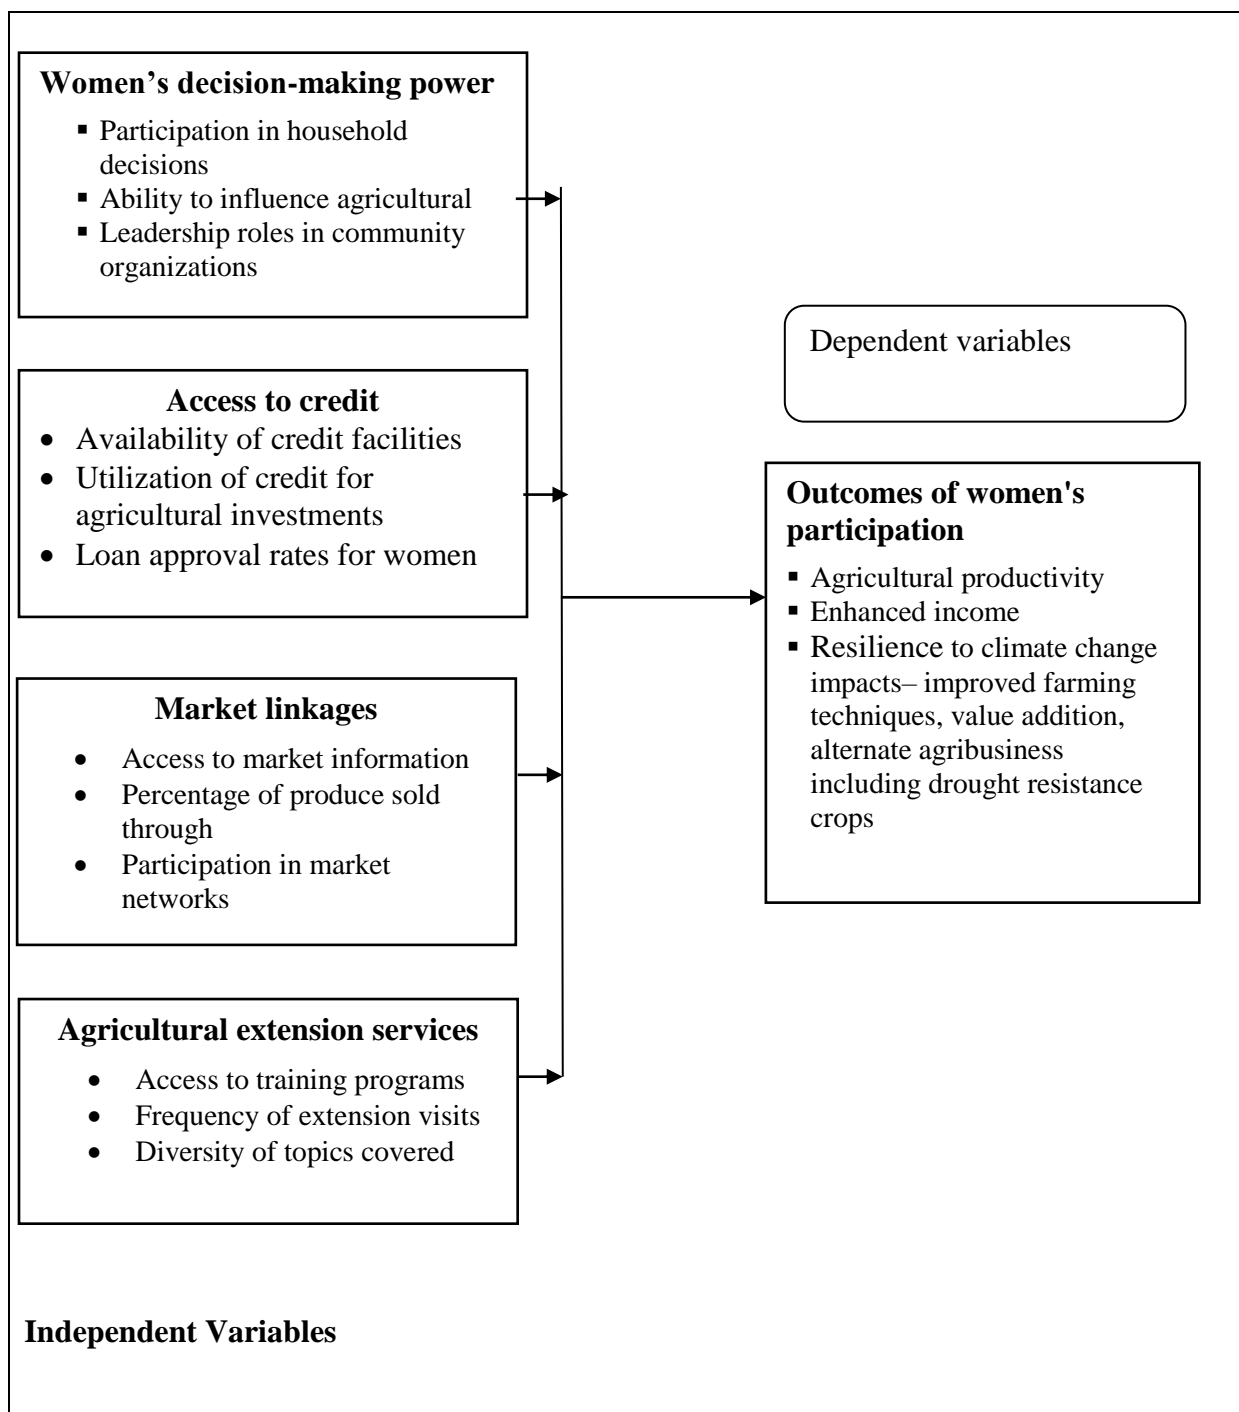 Women’s decision-making power
▪ Participation in household
decisions
▪ Ability to influence agricultural
▪ Leadership roles in community
organizations
Access to credit
• Availability of credit facilities
• Utilization of credit for
agricultural investments
• Loan approval rates for women
Market linkages
• Access to market information
• Percentage of produce sold
through
• Participation in market
networks
Agricultural extension services
• Access to training programs
• Frequency of extension visits
• Diversity of topics covered
Independent Variables
Dependent variables
Outcomes of women's
participation
▪ Agricultural productivity
▪ Enhanced income
▪ Resilience to climate change
impacts– improved farming
techniques, value addition,
alternate agribusiness
including drought resistance
crops